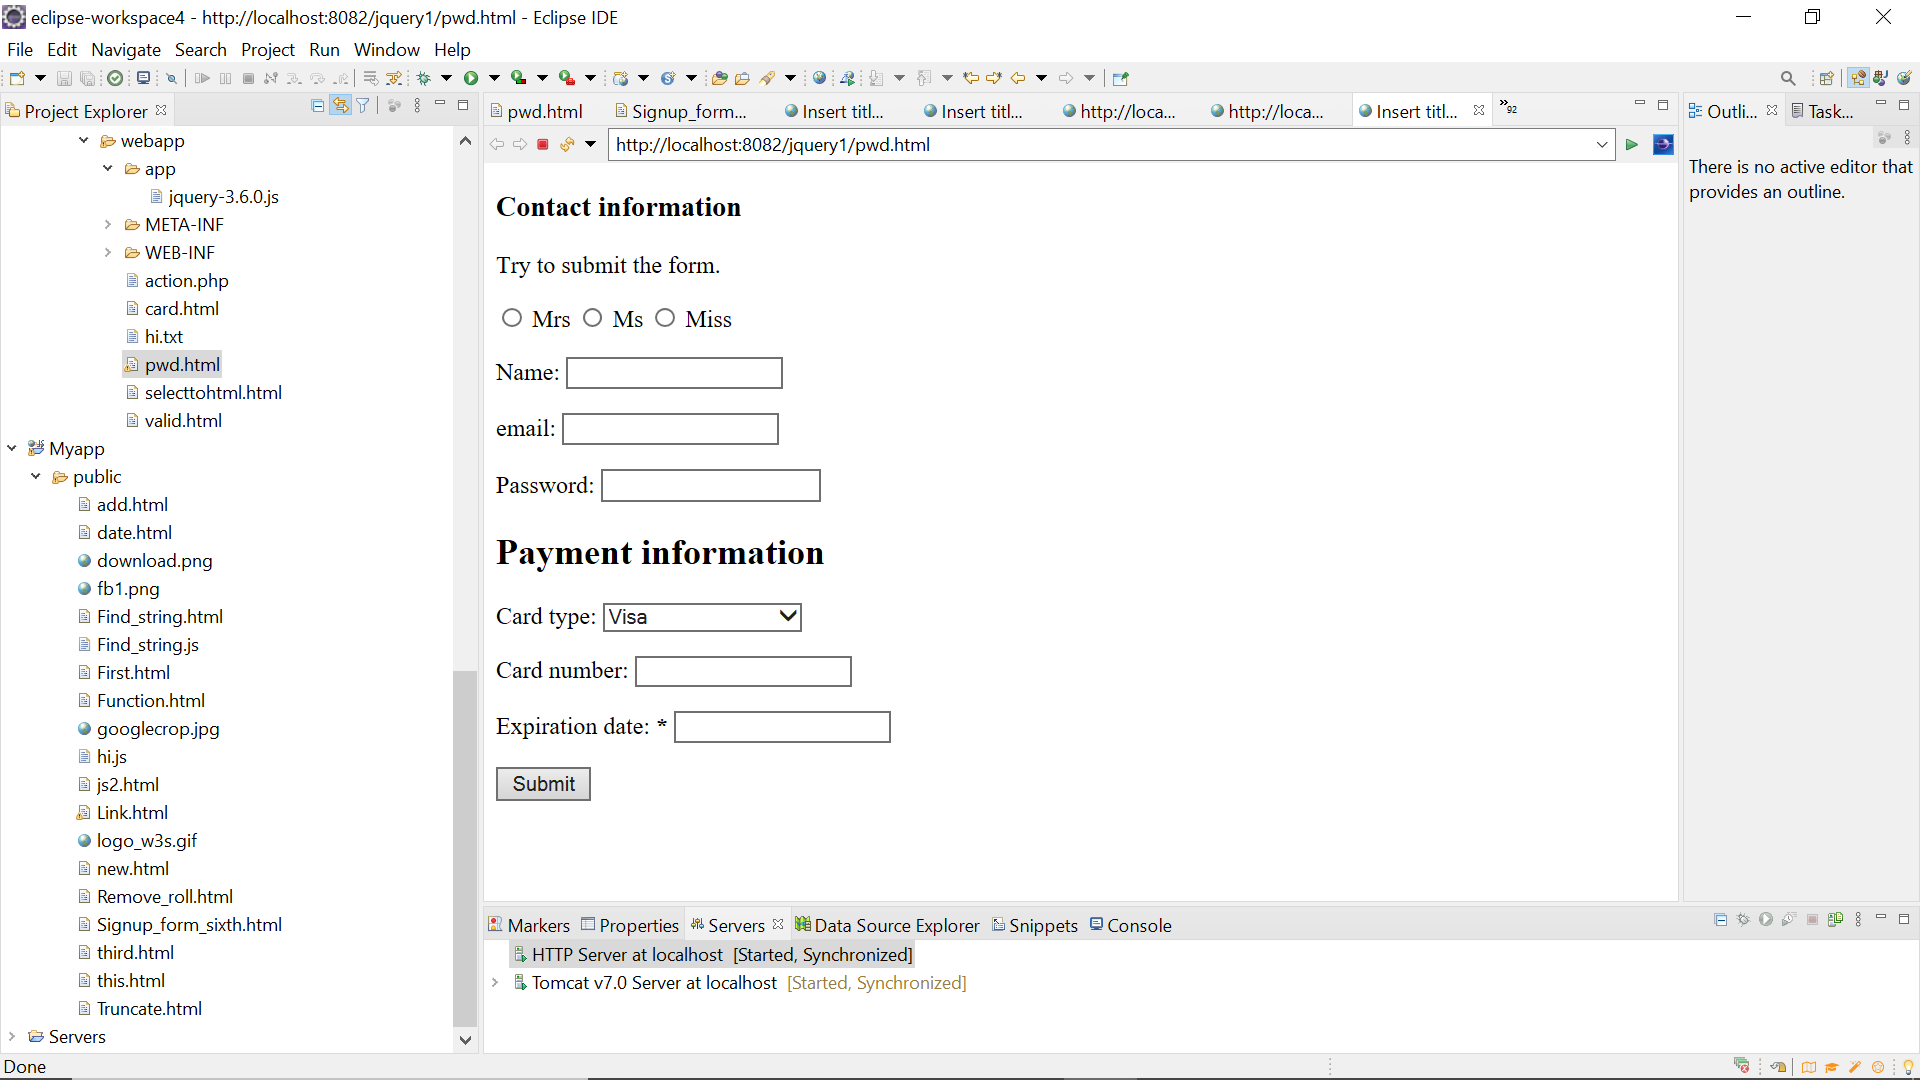 eclipse-workspace4 - http://localhost:8082/jquery1/pwd.html - Eclipse IDE
File Edit Navigate Search Project Run Window Help
Project Explorer
webapp
app
jquery-3.6.0.js
META-INF
WEB-INF
action.php
card.html
hi.txt
pwd.html
selecttohtml.html
valid.html
Myapp
public
add.html
date.html
download.png
fb1.png
Find_string.html
Find_string.js
First.html
Function.html
googlecrop.jpg
hi.js
js2.html
Link.html
logo_w3s.gif
new.html
Remove_roll.html
Signup_form_sixth.html
third.html
this.html
Truncate.html
Servers
pwd.html Signup_form... Insert titl... Insert titl... http://loca... http://loca... Insert titl... »92
http://localhost:8082/jquery1/pwd.html
Contact information
Try to submit the form.
Mrs Ms Miss
Name:
email:
Password:
Payment information
Card type: Visa
Card number:
Expiration date: *
Submit
Outli... Task...
There is no active editor that
provides an outline.
Markers Properties Servers Data Source Explorer Snippets Console
HTTP Server at localhost [Started, Synchronized]
Tomcat v7.0 Server at localhost [Started, Synchronized]
Done